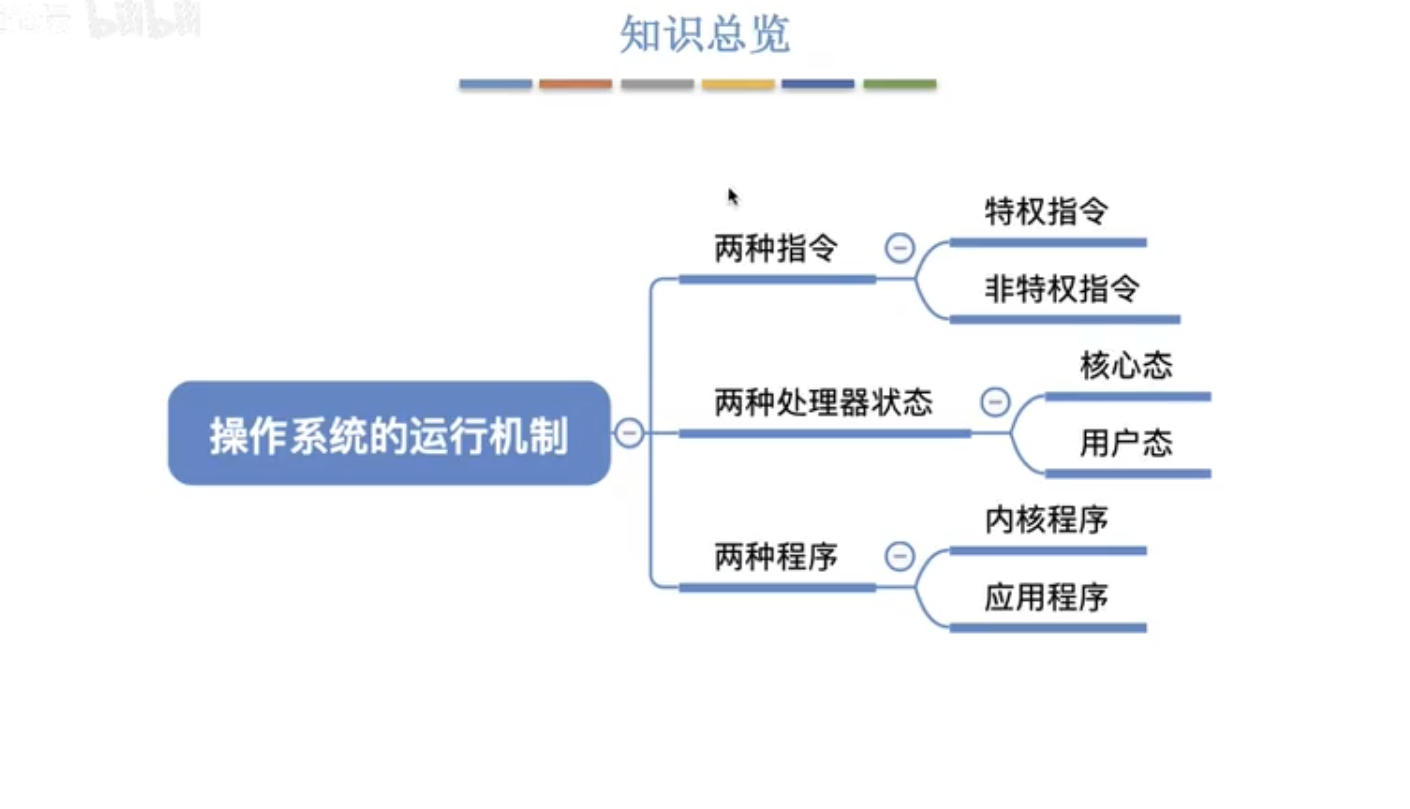 知识总览
特权指令
两种指令
非特权指令
核心态
两种处理器状态
用户态
操作系统的运行机制
内核程序
两种程序
应用程序